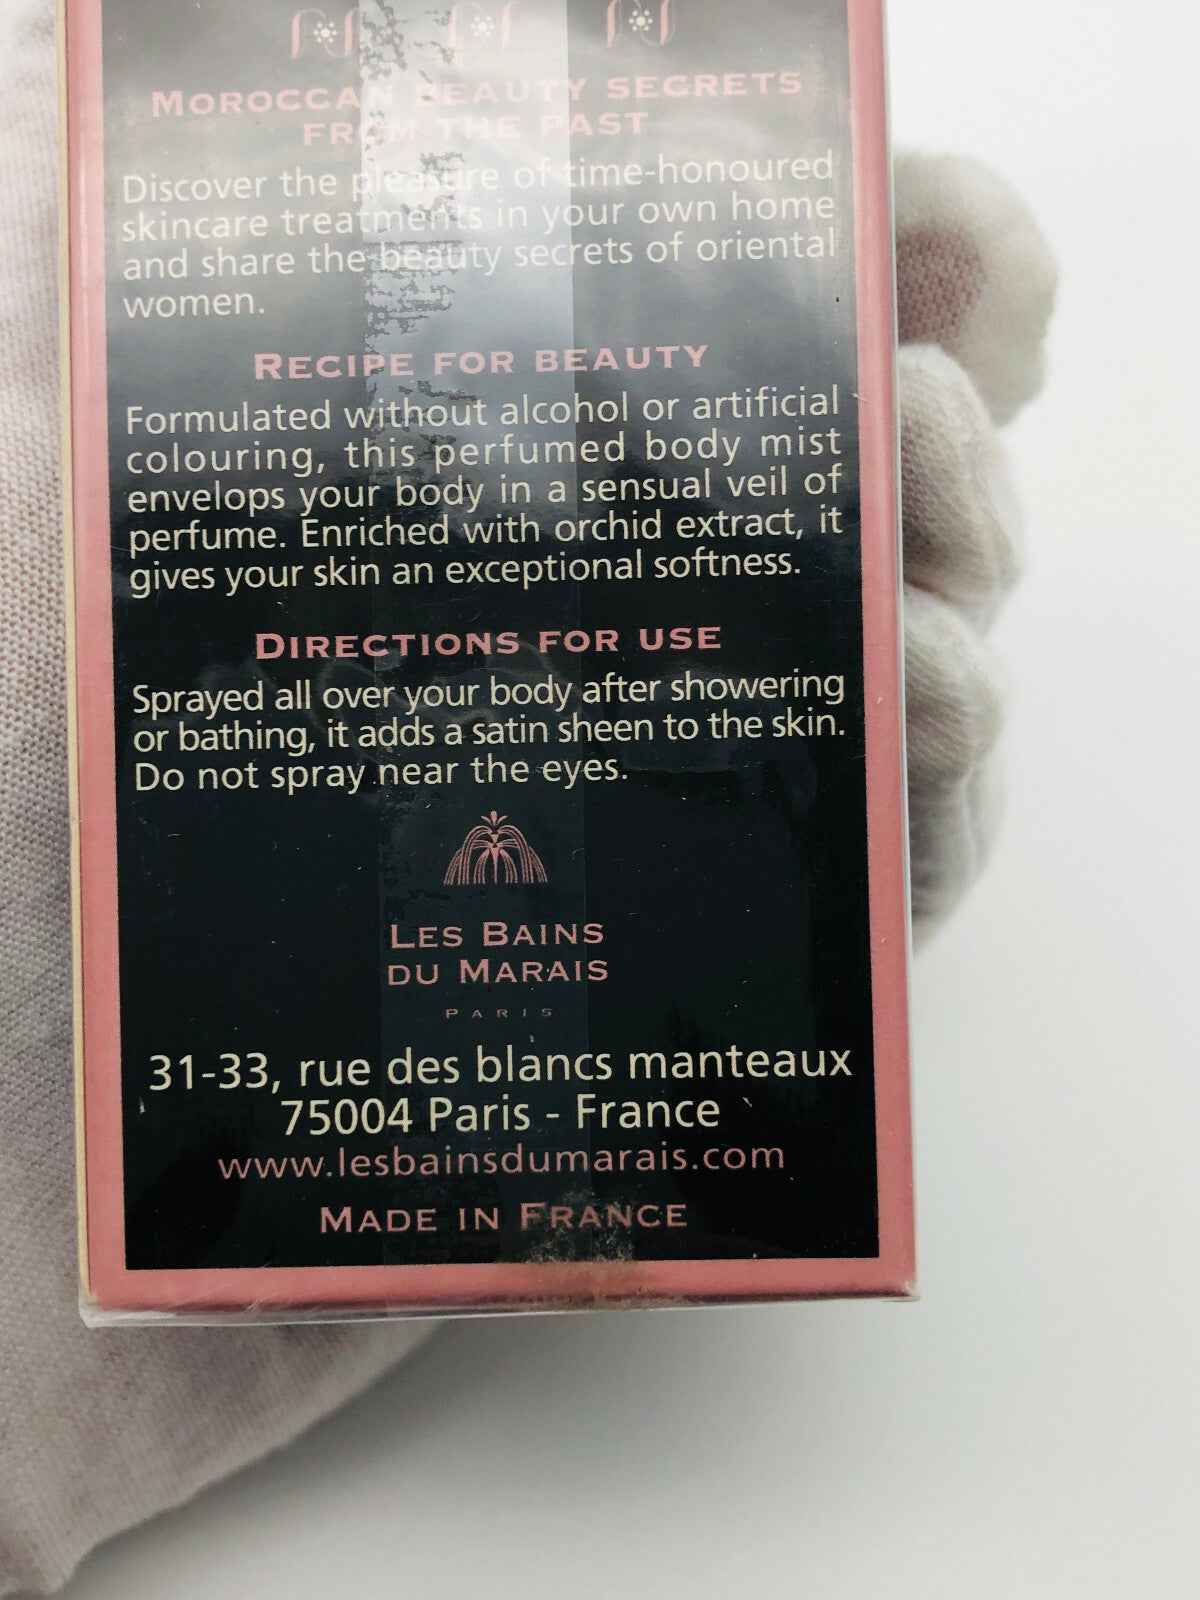 MOROCCAN BEAUTY SECRETS
FROM THE PAST
Discover the pleasure of time-honoured
skincare treatments in your own home
and share the beauty secrets of oriental
women.
RECIPE FOR BEAUTY
Formulated without alcohol or artificial
colouring, this perfumed body mist
envelops your body in a sensual veil of
perfume. Enriched with orchid extract, it
gives your skin an exceptional softness.
DIRECTIONS FOR USE
Sprayed all over your body after showering
or bathing, it adds a satin sheen to the skin.
Do not spray near the eyes.
LES BAINS
DU MARAIS
PARIS
31-33, rue des blancs manteaux
75004 Paris - France
www.lesbainsdumarais.com
MADE IN FRANCE